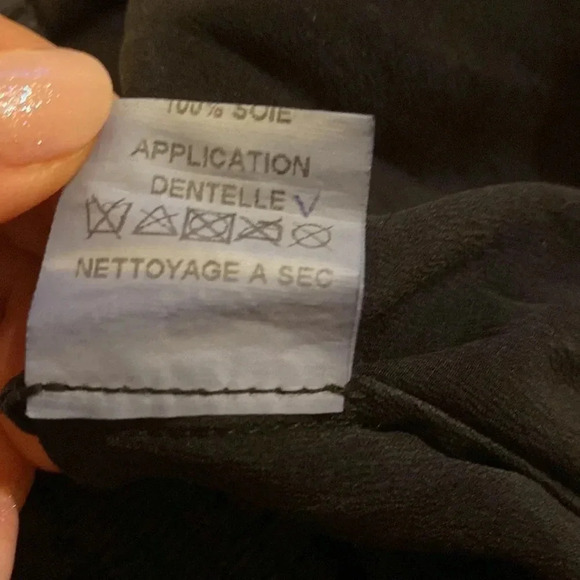 100% SOIE
APPLICATION
DENTELLE V
NETTOYAGE A SEC